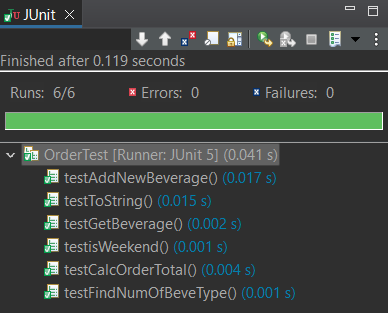 JUnit
Finished after 0.119 seconds
Runs: 6/6 Errors: 0 Failures: 0
OrderTest [Runner: JUnit 5] (0.041 s)
testAddNewBeverage() (0.017 s)
testToString() (0.015 s)
testGetBeverage() (0.002 s)
testisWeekend() (0.001 s)
testCalcOrderTotal() (0.004 s)
testFindNumOfBeveType() (0.001 s)